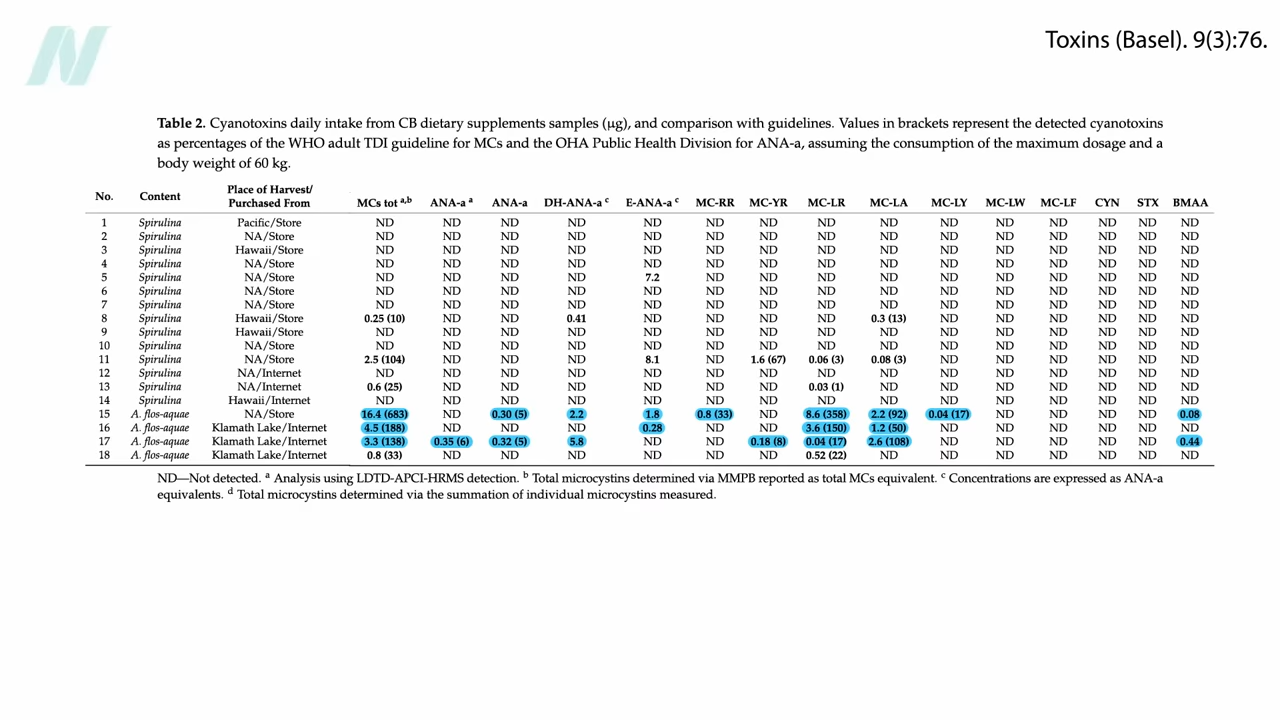 Toxins (Basel). 9(3):76.
Table 2. Cyanotoxins daily intake from CB dietary supplements samples (µg), and comparison with guidelines. Values in brackets represent the detected cyanotoxins
as percentages of the WHO adult TDI guideline for MCs and the OHA Public Health Division for ANA-a, assuming the consumption of the maximum dosage and a
body weight of 60 kg.
No. Content Place of Harvest/ Purchased From MCs tot a,b ANA-a a ANA-a DH-ANA-a c E-ANA-a c MC-RR MC-YR MC-LR MC-LA MC-LY MC-LW MC-LF CYN STX BMAA
1 Spirulina Pacific/Store ND ND ND ND ND ND ND ND ND ND ND ND ND ND ND
2 Spirulina NA/Store ND ND ND ND ND ND ND ND ND ND ND ND ND ND ND
3 Spirulina Hawaii/Store ND ND ND ND ND ND ND ND ND ND ND ND ND ND ND
4 Spirulina NA/Store ND ND ND ND ND ND ND ND ND ND ND ND ND ND ND
5 Spirulina NA/Store ND ND ND ND 7.2 ND ND ND ND ND ND ND ND ND ND
6 Spirulina NA/Store ND ND ND ND ND ND ND ND ND ND ND ND ND ND ND
7 Spirulina NA/Store ND ND ND ND ND ND ND ND ND ND ND ND ND ND ND
8 Spirulina Hawaii/Store 0.25 (10) ND ND 0.41 ND ND ND ND 0.3 (13) ND ND ND ND ND ND
9 Spirulina Hawaii/Store ND ND ND ND ND ND ND ND ND ND ND ND ND ND ND
10 Spirulina NA/Store ND ND ND ND ND ND ND ND ND ND ND ND ND ND ND
11 Spirulina NA/Store 2.5 (104) ND ND ND 8.1 ND 1.6 (67) 0.06 (3) 0.08 (3) ND ND ND ND ND ND
12 Spirulina NA/Internet ND ND ND ND ND ND ND ND ND ND ND ND ND ND ND
13 Spirulina NA/Internet 0.6 (25) ND ND ND ND ND ND 0.03 (1) ND ND ND ND ND ND ND
14 Spirulina Hawaii/Internet ND ND ND ND ND ND ND ND ND ND ND ND ND ND ND
15 A. flos-aquae NA/Store 16.4 (683) ND 0.30 (5) 2.2 1.8 0.8 (33) ND 8.6 (358) 2.2 (92) 0.04 (17) ND ND ND ND 0.08
16 A. flos-aquae Klamath Lake/Internet 4.5 (188) ND ND ND 0.28 ND ND 3.6 (150) 1.2 (50) ND ND ND ND ND ND
17 A. flos-aquae Klamath Lake/Internet 3.3 (138) 0.35 (6) 0.32 (5) 5.8 ND ND 0.18 (8) 0.04 (17) 2.6 (108) ND ND ND ND ND 0.44
18 A. flos-aquae Klamath Lake/Internet 0.8 (33) ND ND ND ND ND ND 0.52 (22) ND ND ND ND ND ND ND
ND—Not detected. a Analysis using LDTD-APCI-HRMS detection. b Total microcystins determined via MMPB reported as total MCs equivalent. c Concentrations are expressed as ANA-a
equivalents. d Total microcystins determined via the summation of individual microcystins measured.